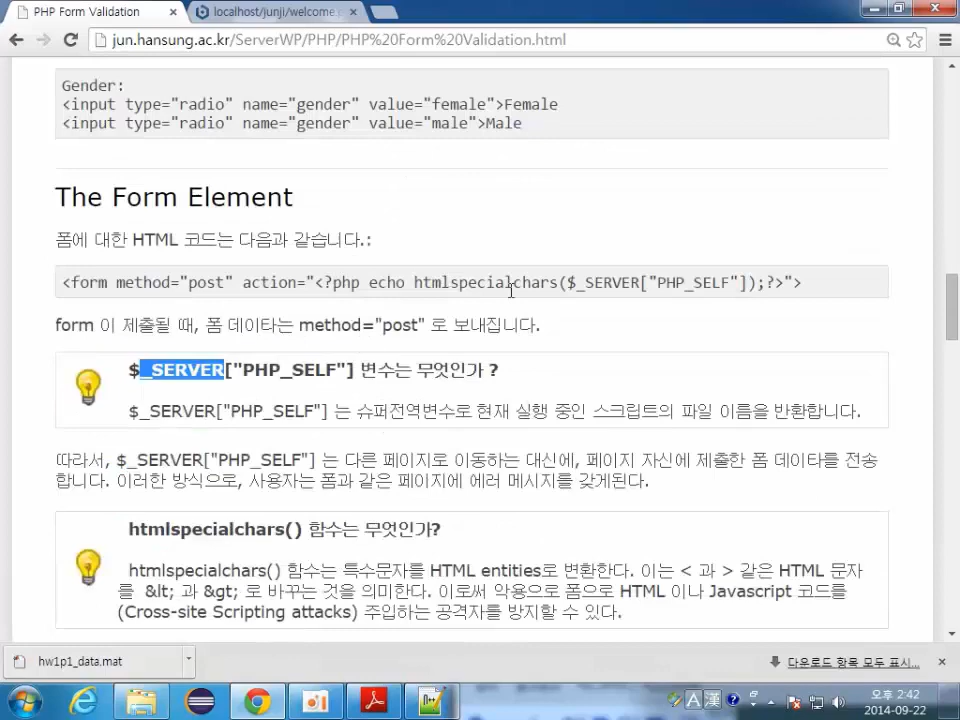 PHP Form Validation
localhost/junji/welcome.p
jun.hansung.ac.kr/ServerWP/PHP/PHP%20Form%20Validation.html
Gender:
<input type="radio" name="gender" value="female">Female
<input type="radio" name="gender" value="male">Male
The Form Element
폼에 대한 HTML 코드는 다음과 같습니다.:
<form method="post" action="<?php echo htmlspecialchars($_SERVER["PHP_SELF"]);?>">
form 이 제출될 때, 폼 데이타는 method="post" 로 보내집니다.
$_SERVER["PHP_SELF"] 변수는 무엇인가 ?
$_SERVER["PHP_SELF"] 는 슈퍼전역변수로 현재 실행 중인 스크립트의 파일 이름을 반환합니다.
따라서, $_SERVER["PHP_SELF"] 는 다른 페이지로 이동하는 대신에, 페이지 자신에 제출한 폼 데이타를 전송
합니다. 이러한 방식으로, 사용자는 폼과 같은 페이지에 에러 메시지를 갖게된다.
htmlspecialchars() 함수는 무엇인가?
htmlspecialchars() 함수는 특수문자를 HTML entities로 변환한다. 이는 < 과 > 같은 HTML 문자
를 &lt; 과 &gt; 로 바꾸는 것을 의미한다. 이로써 악용으로 폼으로 HTML 이나 Javascript 코드를
(Cross-site Scripting attacks) 주입하는 공격자를 방지할 수 있다.
hw1p1_data.mat
다운로드 항목 모두 표시...
A 漢
오후 2:42
2014-09-22